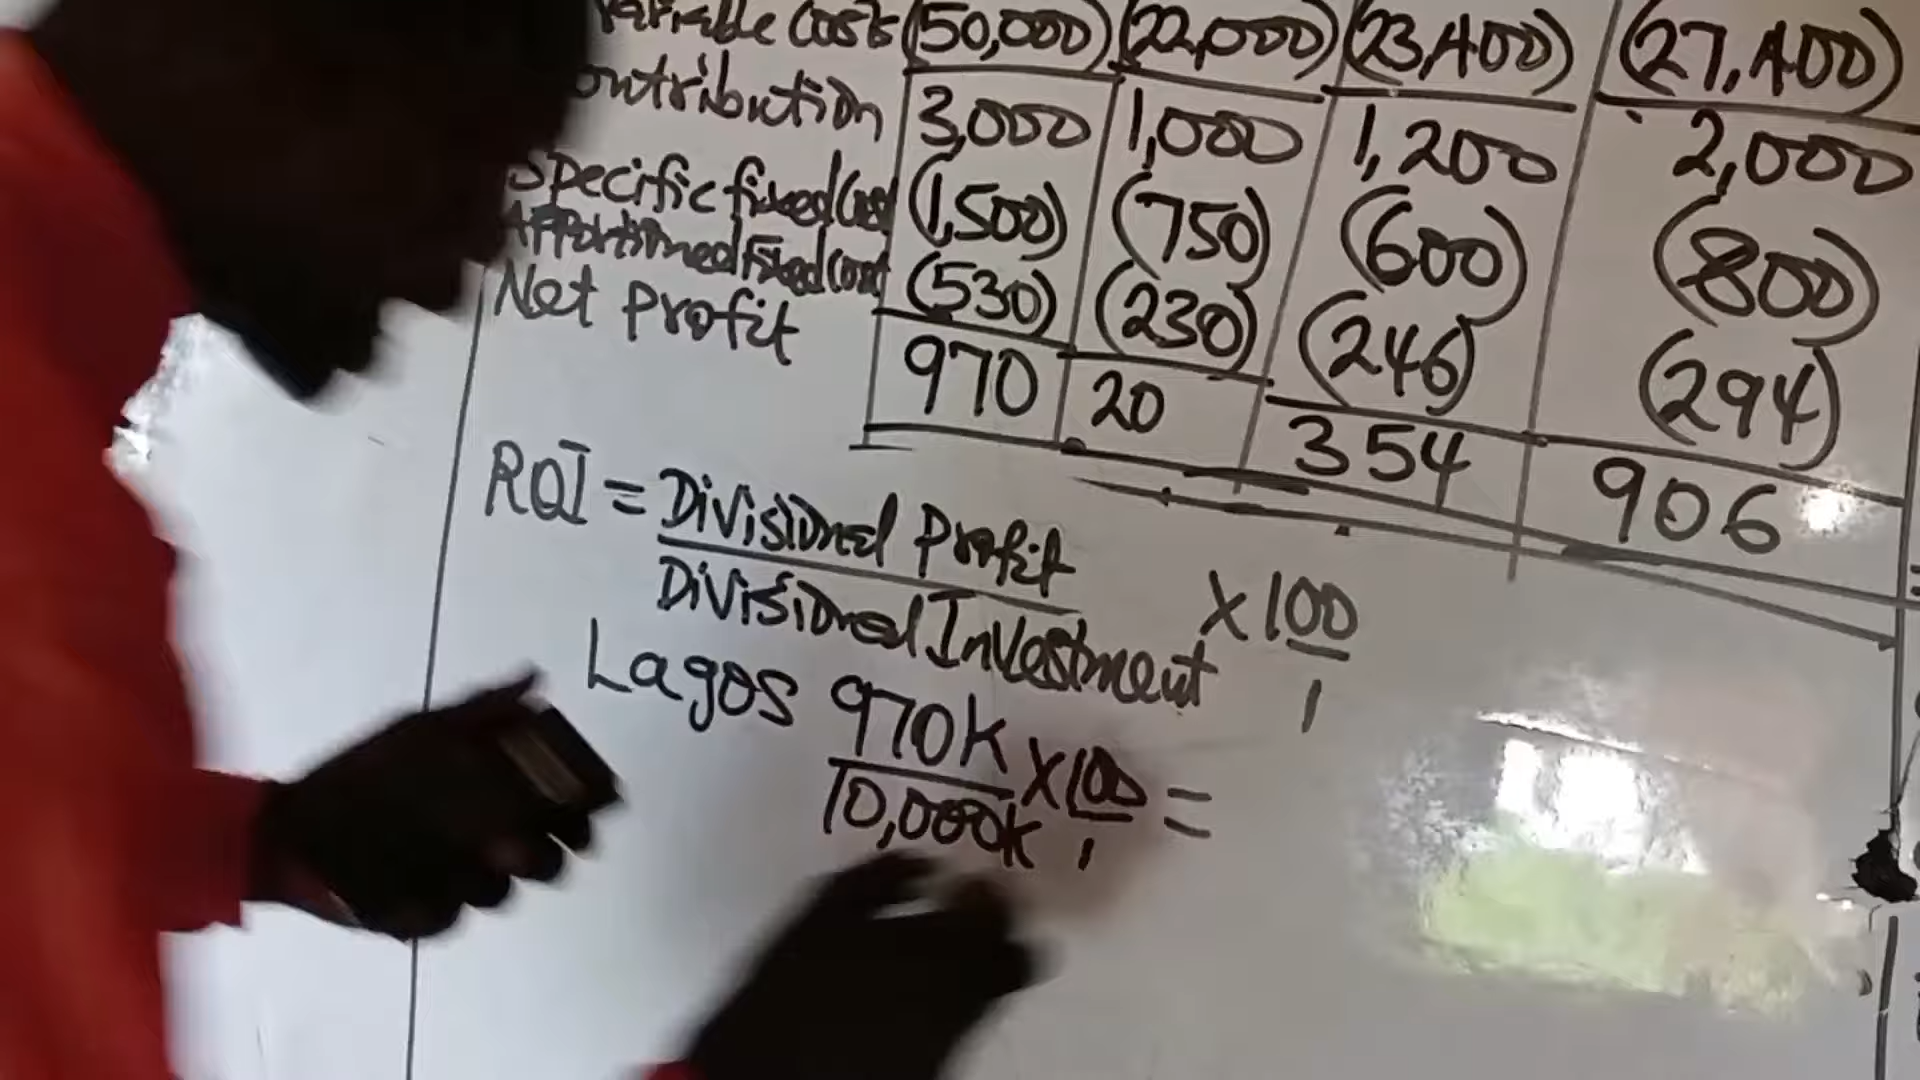 Variable Costs (50,000) (22,000) (23,400) (27,400)
ontribution 3,000 1,000 1,200 2,000
Specific fixed Cost (1,500) (750) (600) (800)
Apportioned Fixed Cost (530) (230) (246) (294)
Net Profit 970 20 354 906
ROI = Divisional Profit
Divisional Investment
X 100
1
Lagos 970K
10,000K
X 100
1
=